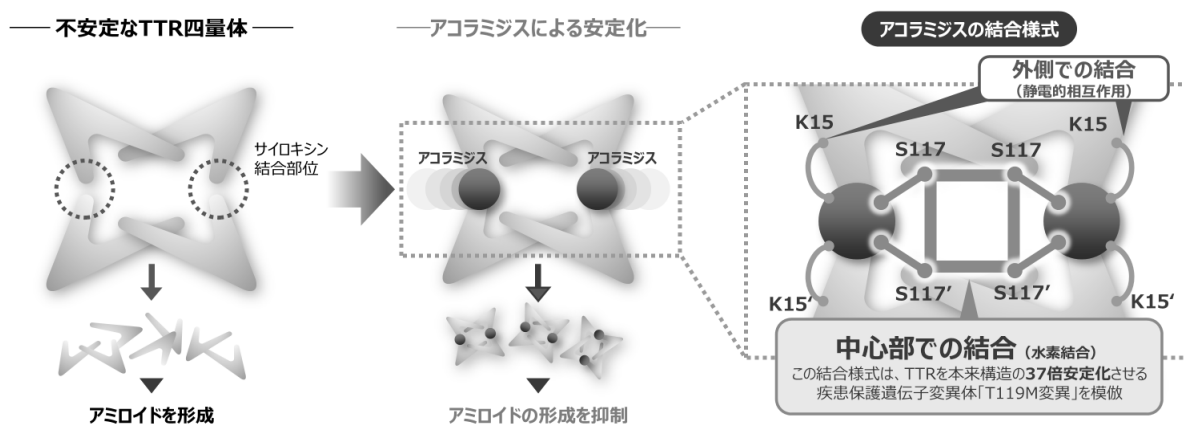 不安定なTTR四量体
サイロキシン
結合部位
アミロイドを形成
アコラミジスによる安定化
アコラミジス
アコラミジス
アミロイドの形成を抑制
アコラミジスの結合様式
外側での結合
（静電的相互作用）
K15
K15
S117
S117
S117’
S117’
K15‘
K15‘
中心部での結合（水素結合）
この結合様式は、TTRを本来構造の37倍安定化させる
疾患保護遺伝子変異体「T119M変異」を模倣